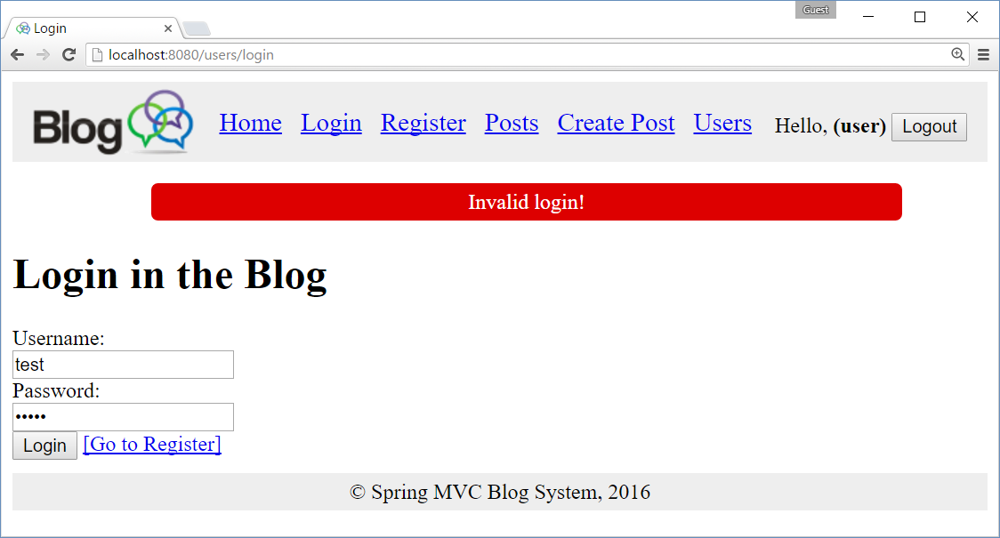 Guest
Login
localhost:8080/users/login
Blog Home Login Register Posts Create Post Users Hello, (user) Logout
Invalid login!
Login in the Blog
Username:
test
Password:
•••••
Login [Go to Register]
© Spring MVC Blog System, 2016